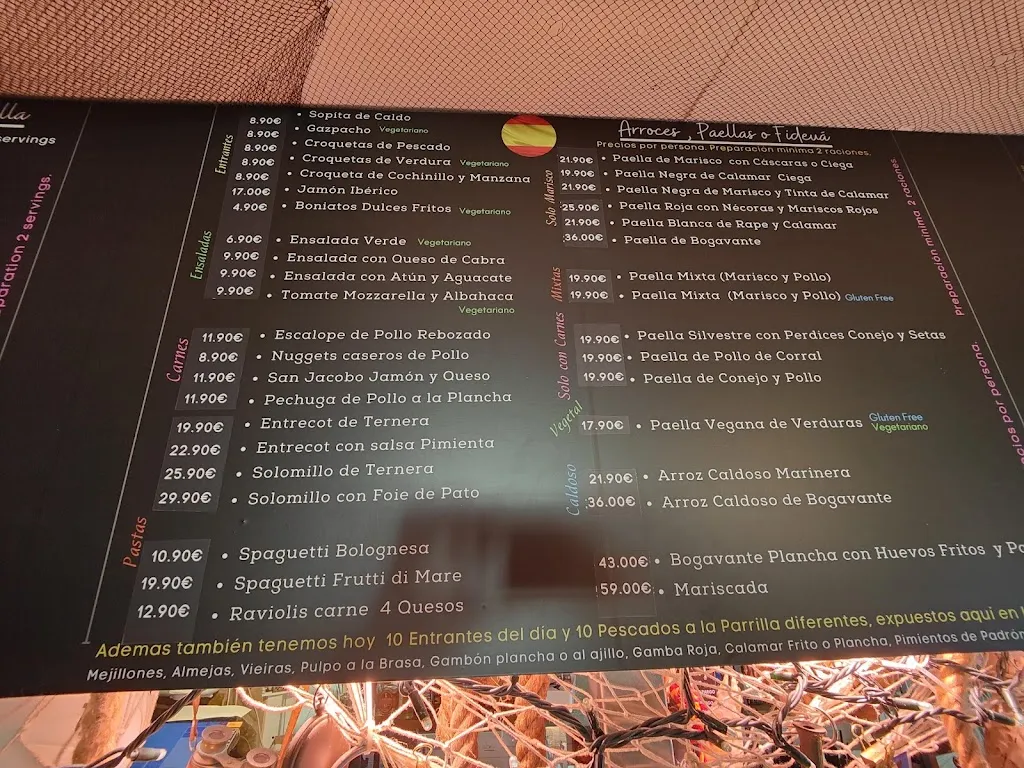 lla
servings
paration 2 servings.
Entrantes
8.90€ • Sopita de Caldo
8.90€ • Gazpacho Vegetariano
8.90€ • Croquetas de Pescado
8.90€ • Croquetas de Verdura Vegetariano
8.90€ • Croqueta de Cochinillo y Manzana
17.00€ • Jamón Ibérico
4.90€ • Boniatos Dulces Fritos Vegetariano
Ensaladas
6.90€ • Ensalada Verde Vegetariano
9.90€ • Ensalada con Queso de Cabra
9.90€ • Ensalada con Atún y Aguacate
9.90€ • Tomate Mozzarella y Albahaca
Vegetariano
Carnes
11.90€ • Escalope de Pollo Rebozado
8.90€ • Nuggets caseros de Pollo
11.90€ • San Jacobo Jamón y Queso
11.90€ • Pechuga de Pollo a la Plancha
19.90€ • Entrecot de Ternera
22.90€ • Entrecot con salsa Pimienta
25.90€ • Solomillo de Ternera
29.90€ • Solomillo con Foie de Pato
Pastas
10.90€ • Spaguetti Bolognesa
19.90€ • Spaguetti Frutti di Mare
12.90€ • Raviolis carne 4 Quesos
Arroces, Paellas o Fideuá
Precios por persona. Preparación mínima 2 raciones.
Solo Marisco
21.90€ • Paella de Marisco con Cáscaras o Ciega
19.90€ • Paella Negra de Calamar Ciega
21.90€ • Paella Negra de Marisco y Tinta de Calamar
25.90€ • Paella Roja con Nécoras y Mariscos Rojos
21.90€ • Paella Blanca de Rape y Calamar
36.00€ • Paella de Bogavante
Mixtas
19.90€ • Paella Mixta (Marisco y Pollo)
19.90€ • Paella Mixta (Marisco y Pollo) Gluten Free
Solo con Carnes
19.90€ • Paella Silvestre con Perdices Conejo y Setas
19.90€ • Paella de Pollo de Corral
19.90€ • Paella de Conejo y Pollo
Vegetal
17.90€ • Paella Vegana de Verduras Gluten Free
Vegetariano
Caldoso
21.90€ • Arroz Caldoso Marinera
36.00€ • Arroz Caldoso de Bogavante
43.00€ • Bogavante Plancha con Huevos Fritos y Pa
59.00€ • Mariscada
Preparación mínima 2 raciones
cios por persona.
Ademas también tenemos hoy 10 Entrantes del día y 10 Pescados a la Parrilla diferentes, expuestos aqui en
Mejillones, Almejas, Vieiras, Pulpo a la Brasa, Gambón plancha o al ajillo, Gamba Roja, Calamar Frito o Plancha, Pimientos de Padrón